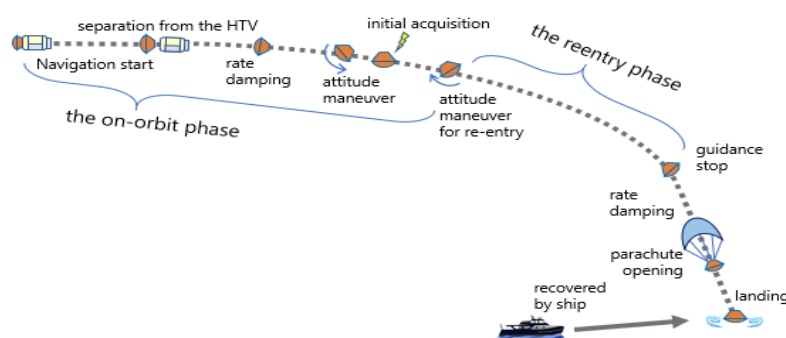 separation from the HTV
Navigation start
rate
damping
attitude
maneuver
initial acquisition
attitude
maneuver
for re-entry
the on-orbit phase
the reentry phase
guidance
stop
rate
damping
parachute
opening
landing
recovered
by ship